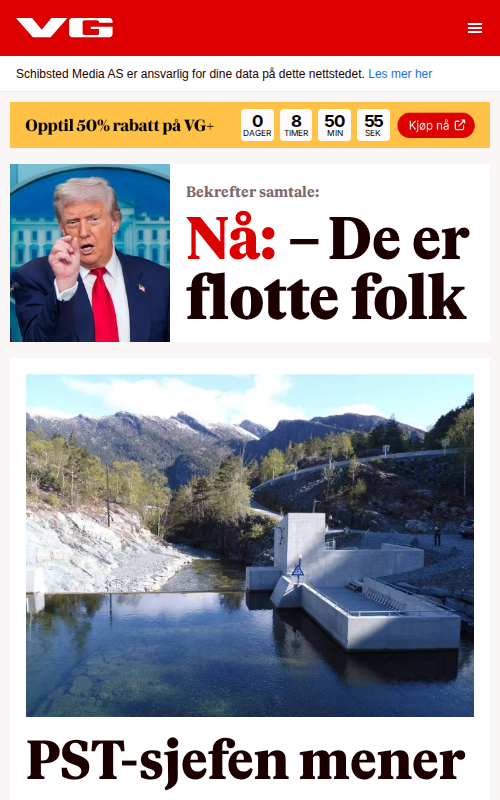 VG
Schibsted Media AS er ansvarlig for dine data på dette nettstedet. Les mer her
Opptil 50% rabatt på VG+
0 8 50 55
DAGER TIMER MIN SEK
Kjøp nå
Bekrefter samtale:
Nå: – De er
flotte folk
PST-sjefen mener